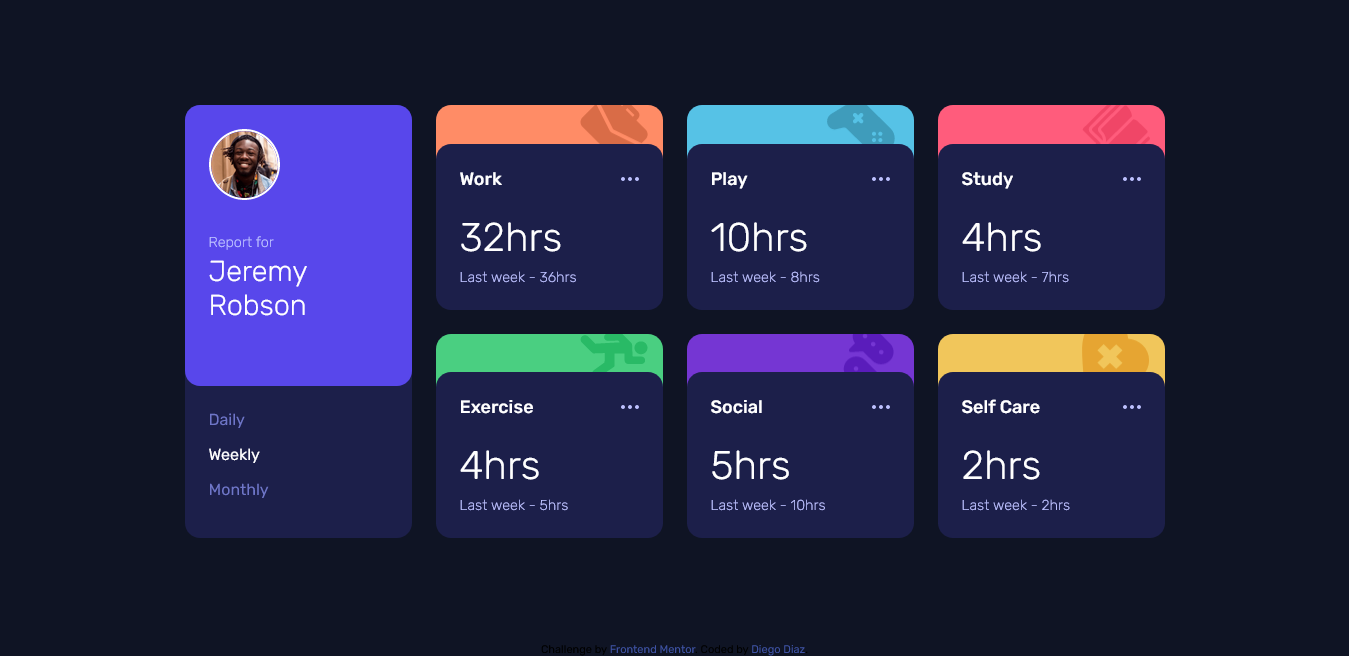 Report for
Jeremy
Robson
Daily
Weekly
Monthly
Work
32hrs
Last week - 36hrs
Play
10hrs
Last week - 8hrs
Study
4hrs
Last week - 7hrs
Exercise
4hrs
Last week - 5hrs
Social
5hrs
Last week - 10hrs
Self Care
2hrs
Last week - 2hrs
Challenge by Frontend Mentor. Coded by Diego Diaz